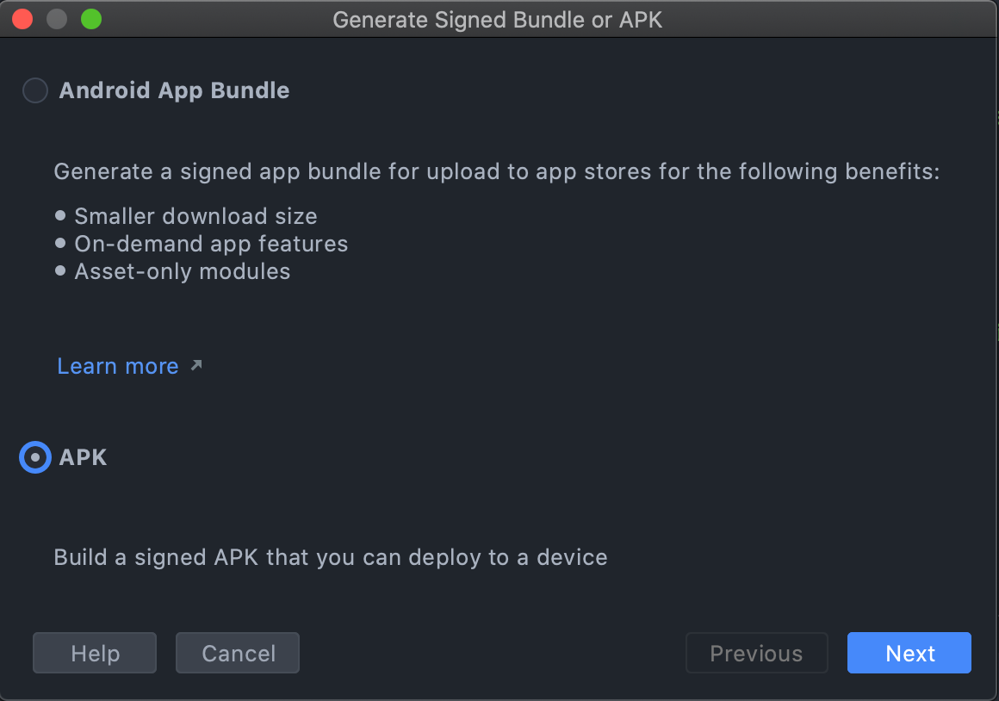 Generate Signed Bundle or APK
Android App Bundle
Generate a signed app bundle for upload to app stores for the following benefits:
Smaller download size
On-demand app features
Asset-only modules
Learn more
APK
Build a signed APK that you can deploy to a device
Help Cancel Previous Next